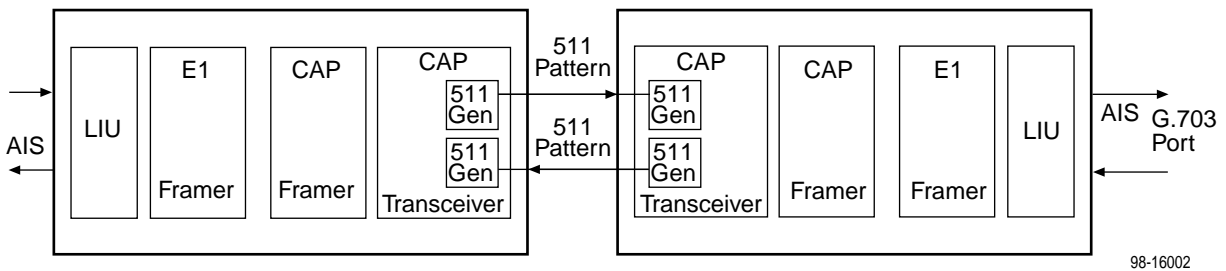 AIS
LIU
E1
Framer
CAP
Framer
CAP
511
Gen
511
Gen
Transceiver
511
Pattern
511
Pattern
CAP
511
Gen
511
Gen
Transceiver
CAP
Framer
E1
Framer
LIU
AIS
G.703
Port
98-16002